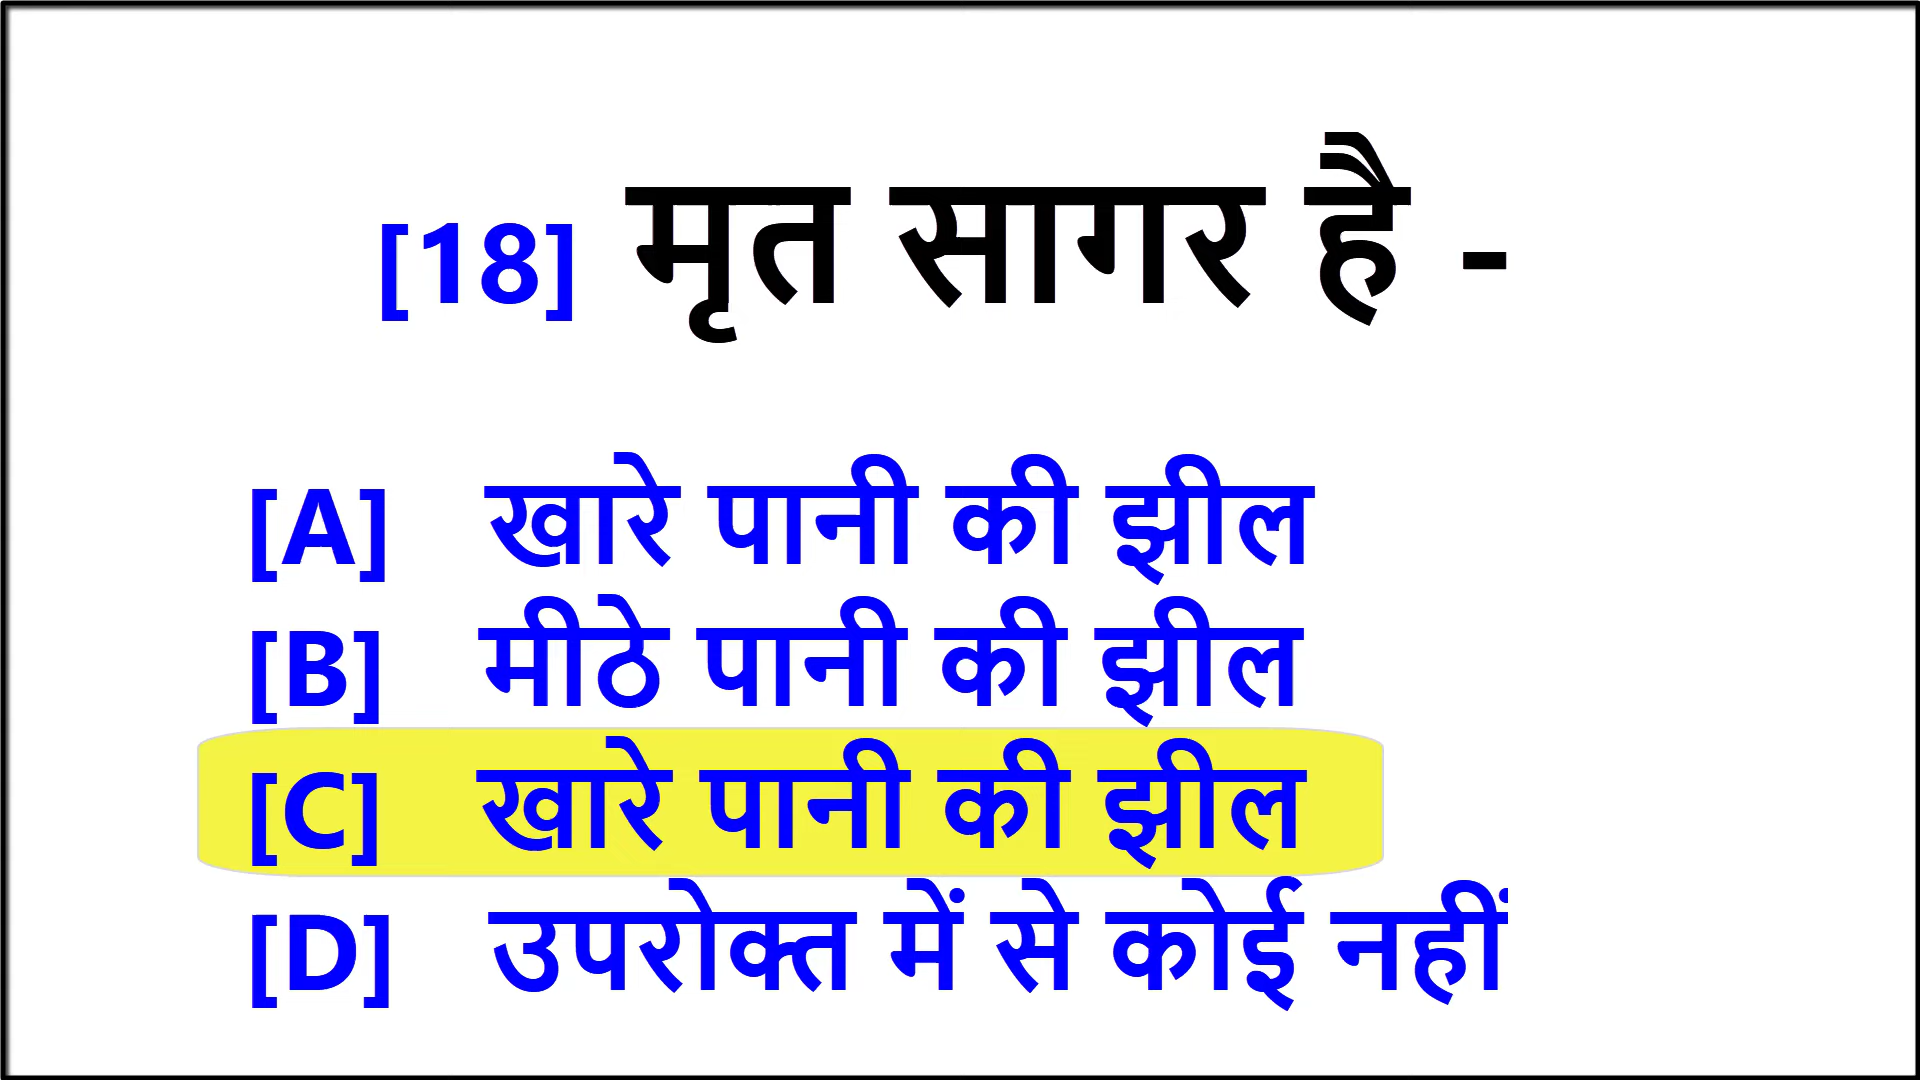 [18] मृत सागर है -
[A] खारे पानी की झील
[B] मीठे पानी की झील
[C] खारे पानी की झील
[D] उपरोक्त में से कोई नहीं